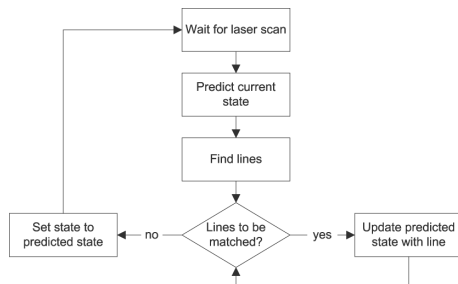 Wait for laser scan
Predict current
state
Find lines
Set state to
predicted state
no
Lines to be
matched?
yes
Update predicted
state with line